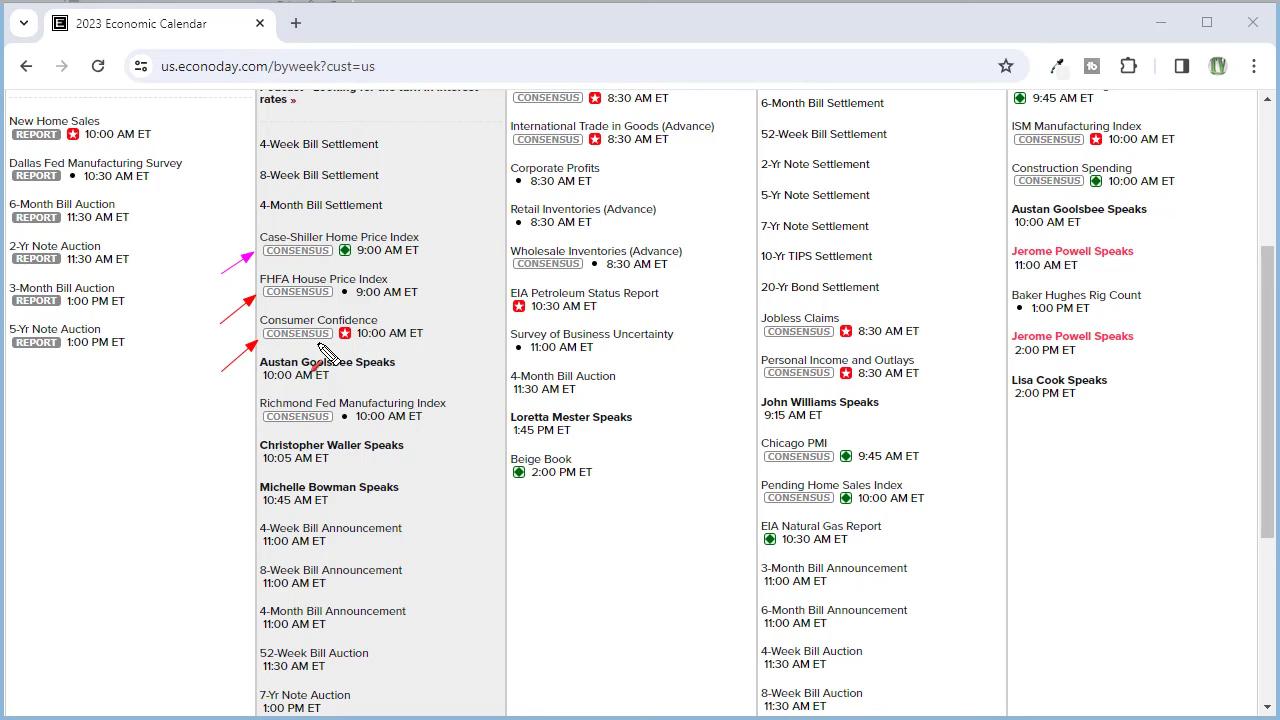 2023 Economic Calendar
us.econoday.com/byweek?cust=us
New Home Sales
REPORT 10:00 AM ET
Dallas Fed Manufacturing Survey
REPORT 10:30 AM ET
6-Month Bill Auction
REPORT 11:30 AM ET
2-Yr Note Auction
REPORT 11:30 AM ET
3-Month Bill Auction
REPORT 1:00 PM ET
5-Yr Note Auction
REPORT 1:00 PM ET
rates »
4-Week Bill Settlement
8-Week Bill Settlement
4-Month Bill Settlement
Case-Shiller Home Price Index
CONSENSUS 9:00 AM ET
FHFA House Price Index
CONSENSUS 9:00 AM ET
Consumer Confidence
CONSENSUS 10:00 AM ET
Austan Goolsbee Speaks
10:00 AM ET
Richmond Fed Manufacturing Index
CONSENSUS 10:00 AM ET
Christopher Waller Speaks
10:05 AM ET
Michelle Bowman Speaks
10:45 AM ET
4-Week Bill Announcement
11:00 AM ET
8-Week Bill Announcement
11:00 AM ET
4-Month Bill Announcement
11:00 AM ET
52-Week Bill Auction
11:30 AM ET
7-Yr Note Auction
1:00 PM ET
CONSENSUS 8:30 AM ET
International Trade in Goods (Advance)
CONSENSUS 8:30 AM ET
Corporate Profits
8:30 AM ET
Retail Inventories (Advance)
8:30 AM ET
Wholesale Inventories (Advance)
CONSENSUS 8:30 AM ET
EIA Petroleum Status Report
10:30 AM ET
Survey of Business Uncertainty
11:00 AM ET
4-Month Bill Auction
11:30 AM ET
Loretta Mester Speaks
1:45 PM ET
Beige Book
2:00 PM ET
6-Month Bill Settlement
52-Week Bill Settlement
2-Yr Note Settlement
5-Yr Note Settlement
7-Yr Note Settlement
10-Yr TIPS Settlement
20-Yr Bond Settlement
Jobless Claims
CONSENSUS 8:30 AM ET
Personal Income and Outlays
CONSENSUS 8:30 AM ET
John Williams Speaks
9:15 AM ET
Chicago PMI
CONSENSUS 9:45 AM ET
Pending Home Sales Index
CONSENSUS 10:00 AM ET
EIA Natural Gas Report
10:30 AM ET
3-Month Bill Announcement
11:00 AM ET
6-Month Bill Announcement
11:00 AM ET
4-Week Bill Auction
11:30 AM ET
8-Week Bill Auction
11:30 AM ET
9:45 AM ET
ISM Manufacturing Index
CONSENSUS 10:00 AM ET
Construction Spending
CONSENSUS 10:00 AM ET
Austan Goolsbee Speaks
10:00 AM ET
Jerome Powell Speaks
11:00 AM ET
Baker Hughes Rig Count
1:00 PM ET
Jerome Powell Speaks
2:00 PM ET
Lisa Cook Speaks
2:00 PM ET